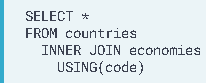 SELECT *
FROM countries
INNER JOIN economies
USING(code)